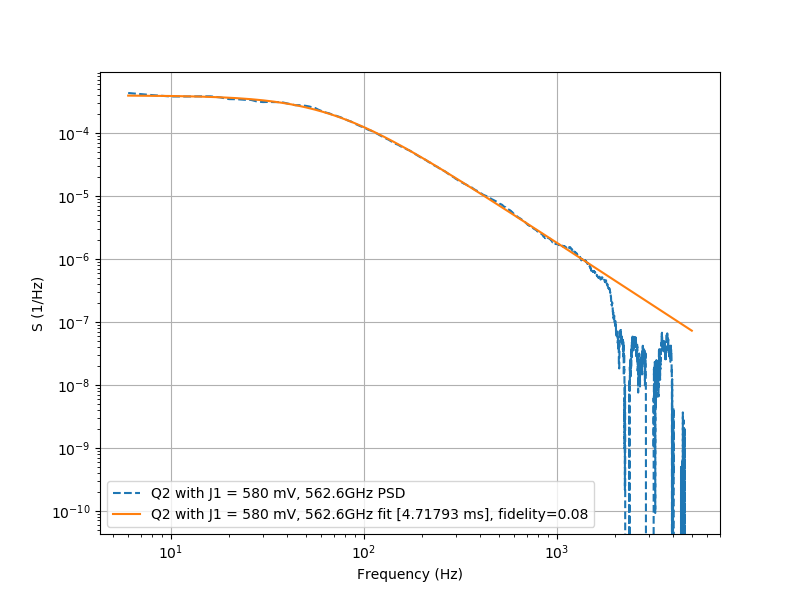 10⁻⁴
10⁻⁵
10⁻⁶
10⁻⁷
10⁻⁸
10⁻⁹
10⁻¹⁰
S (1/Hz)
Q2 with J1 = 580 mV, 562.6GHz PSD
Q2 with J1 = 580 mV, 562.6GHz fit [4.71793 ms], fidelity=0.08
10¹ 10² 10³
Frequency (Hz)